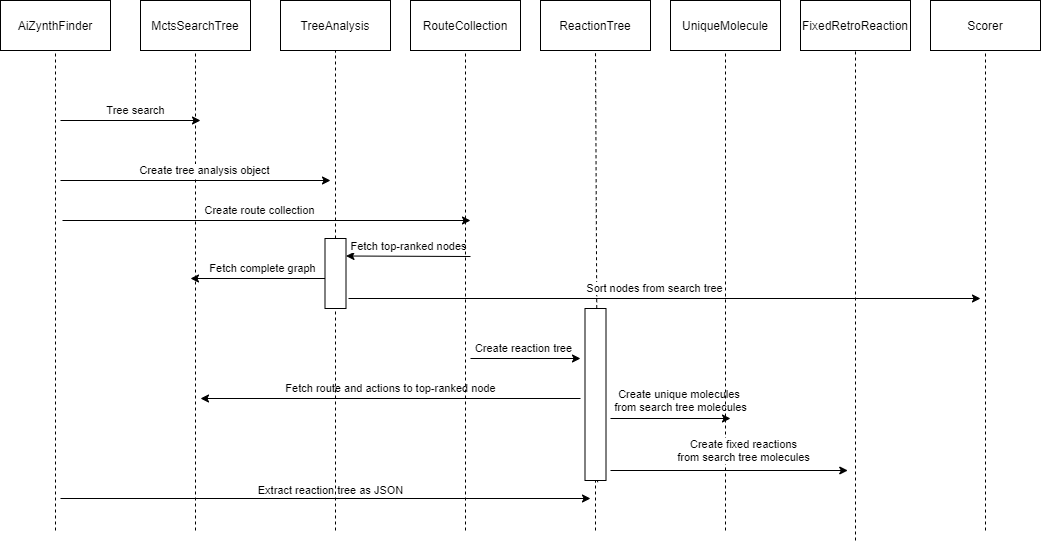 AiZynthFinder
MctsSearchTree
TreeAnalysis
RouteCollection
ReactionTree
UniqueMolecule
FixedRetroReaction
Scorer
Tree search
Create tree analysis object
Create route collection
Fetch top-ranked nodes
Fetch complete graph
Sort nodes from search tree
Create reaction tree
Fetch route and actions to top-ranked node
Create unique molecules
from search tree molecules
Create fixed reactions
from search tree molecules
Extract reaction tree as JSON